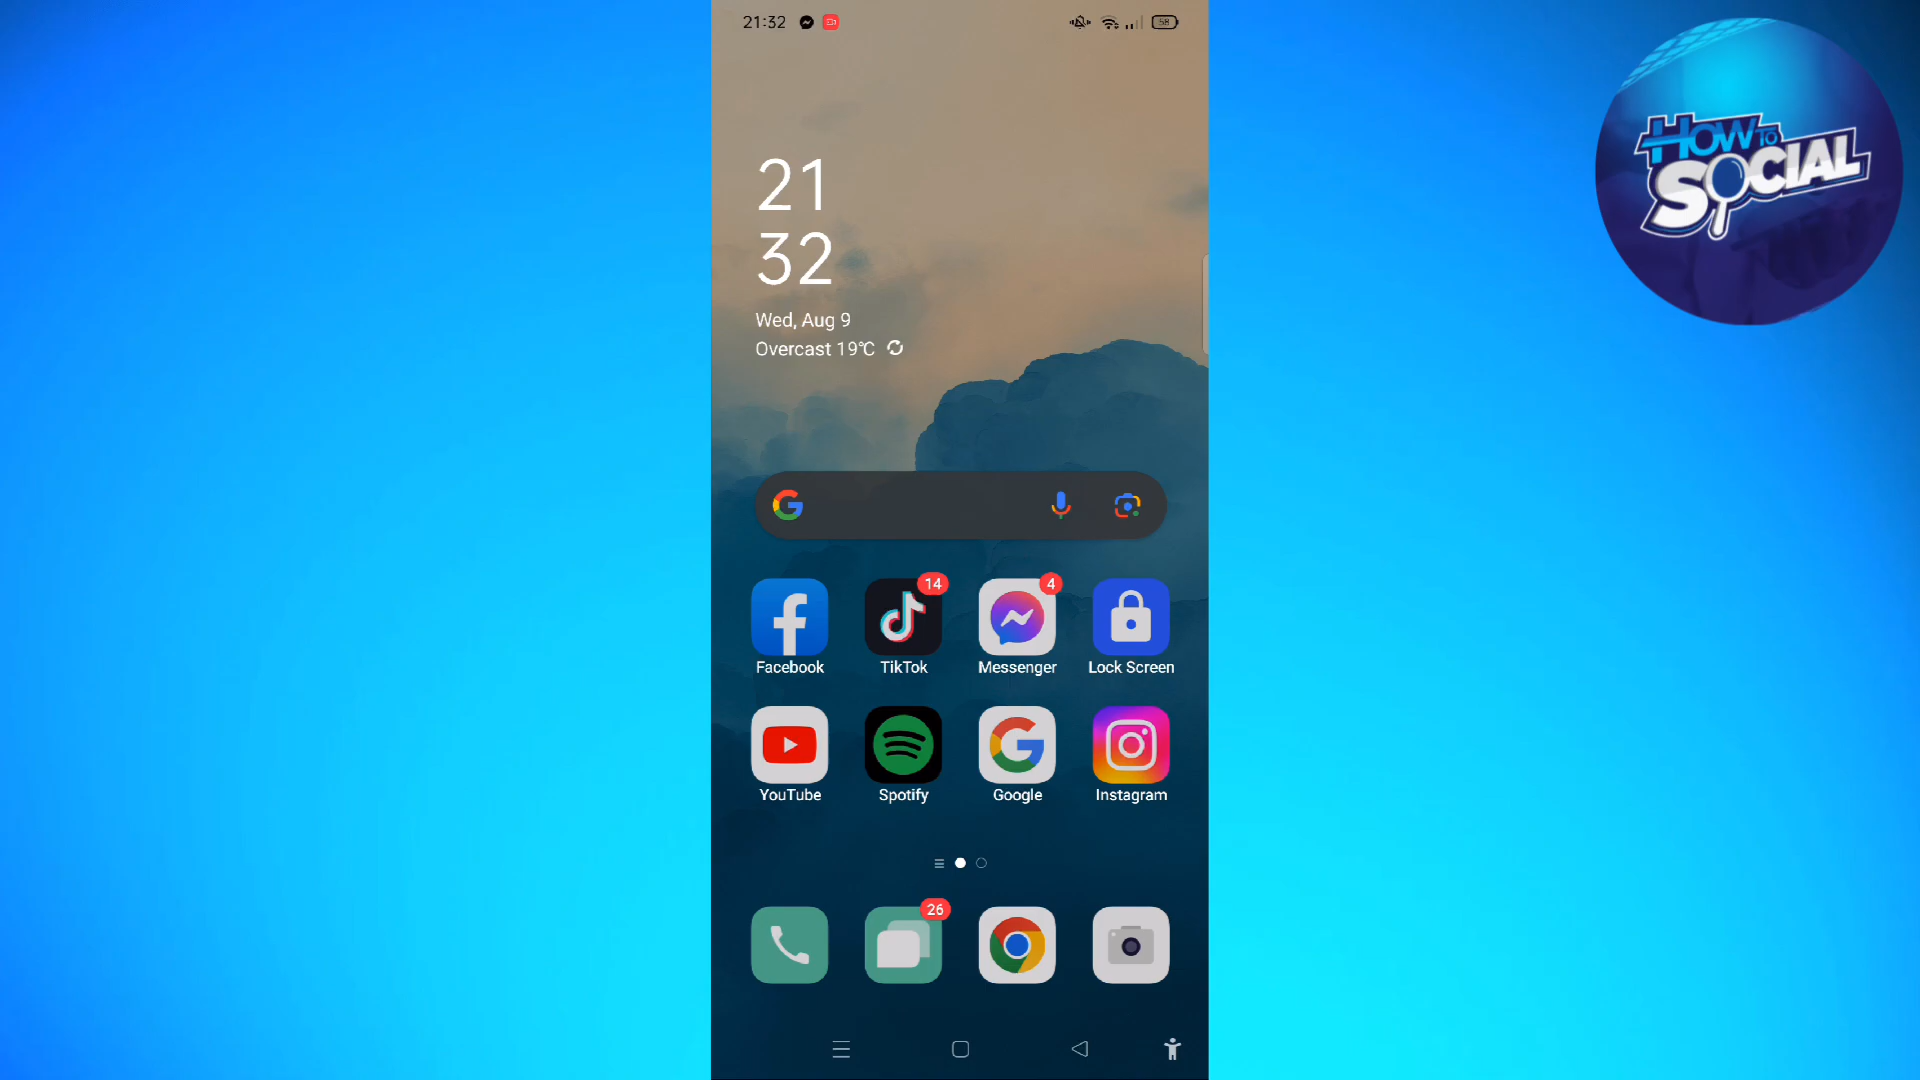 21:32
58
HOW TO
SOCIAL
21
32
Wed, Aug 9
Overcast 19℃
14
4
Facebook
TikTok
Messenger
Lock Screen
YouTube
Spotify
Google
Instagram
26